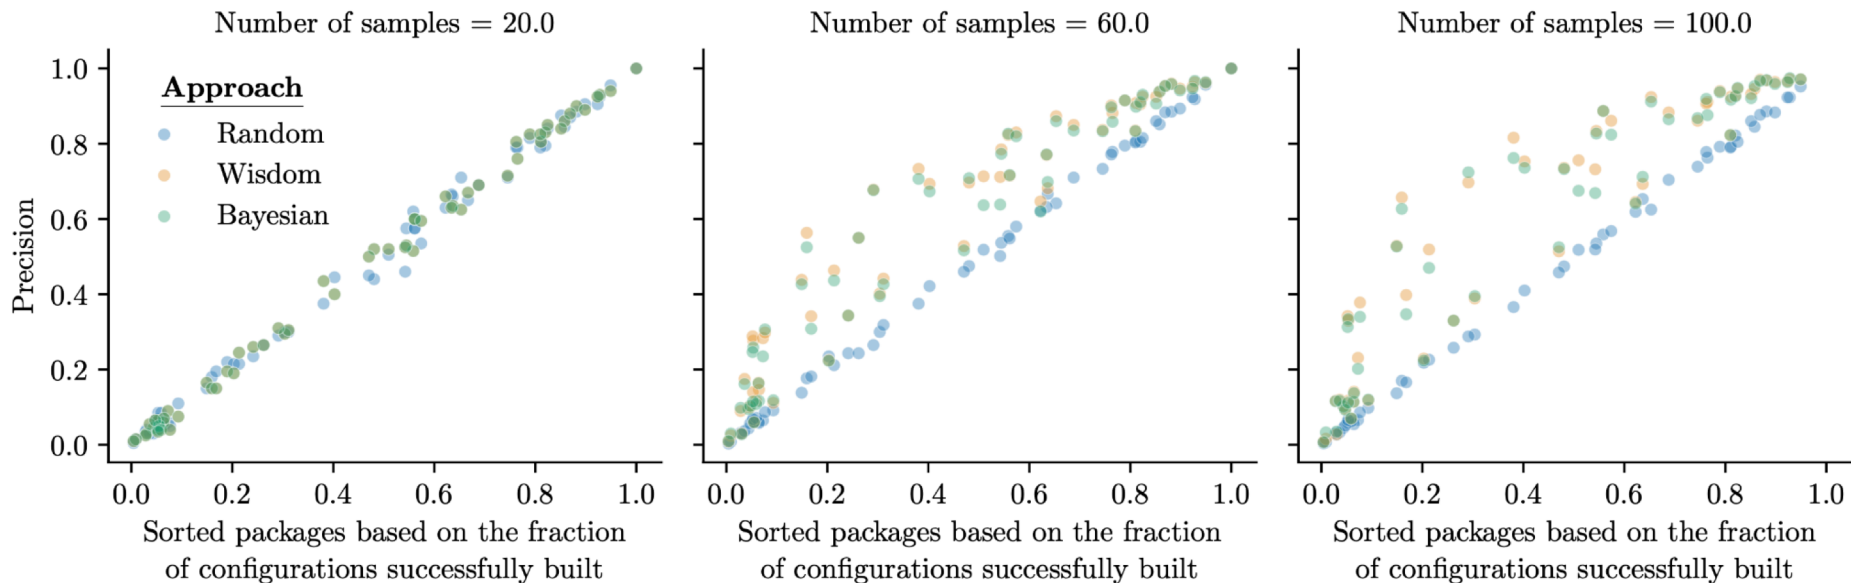 Number of samples = 20.0
Number of samples = 60.0
Number of samples = 100.0
Precision
1.0
0.8
0.6
0.4
0.2
0.0
Approach
Random
Wisdom
Bayesian
0.0 0.2 0.4 0.6 0.8 1.0
0.0 0.2 0.4 0.6 0.8 1.0
0.0 0.2 0.4 0.6 0.8 1.0
Sorted packages based on the fraction
of configurations successfully built
Sorted packages based on the fraction
of configurations successfully built
Sorted packages based on the fraction
of configurations successfully built